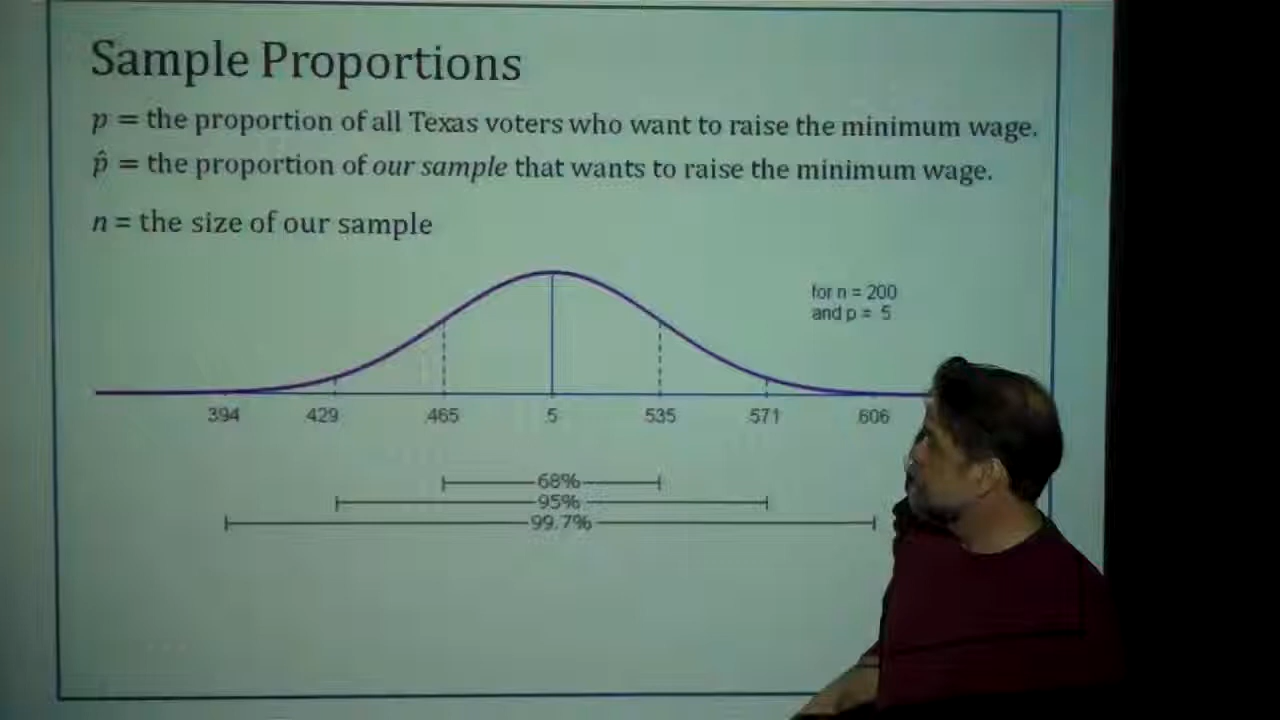 Sample Proportions
p = the proportion of all Texas voters who want to raise the minimum wage.
p̂ = the proportion of our sample that wants to raise the minimum wage.
n = the size of our sample
for n = 200
and p = .5
.394 .429 .465 .5 .535 .571 .606
68%
95%
99.7%